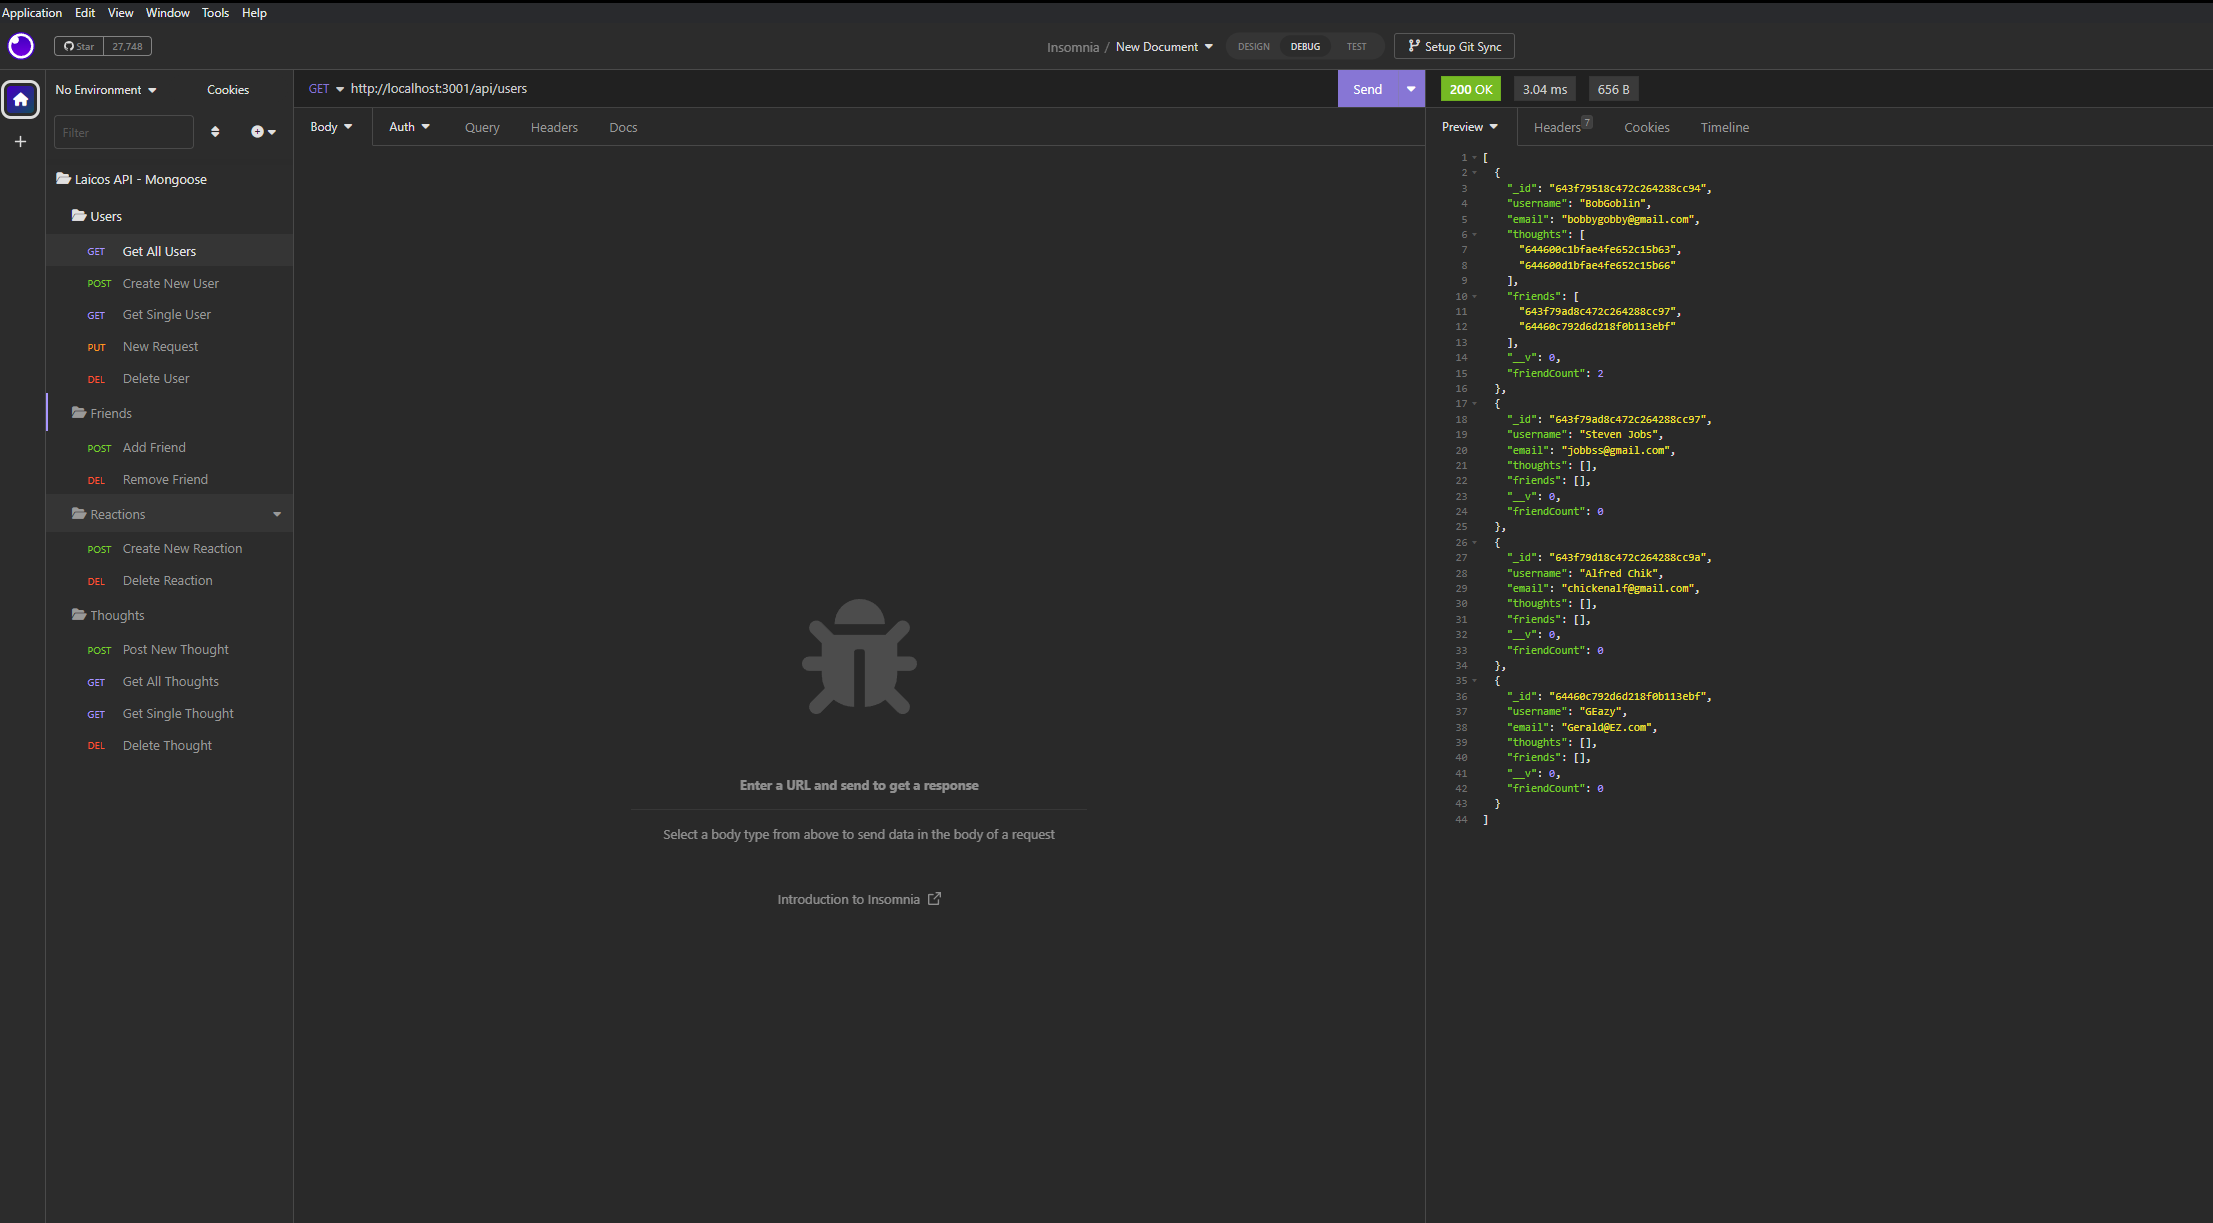 Application Edit View Window Tools Help
Star 27,748
Insomnia / New Document DESIGN DEBUG TEST Setup Git Sync
No Environment Cookies
Filter
Laicos API - Mongoose
Users
GET Get All Users
POST Create New User
GET Get Single User
PUT New Request
DEL Delete User
Friends
POST Add Friend
DEL Remove Friend
Reactions
POST Create New Reaction
DEL Delete Reaction
Thoughts
POST Post New Thought
GET Get All Thoughts
GET Get Single Thought
DEL Delete Thought
GET http://localhost:3001/api/users Send
Body Auth Query Headers Docs
Enter a URL and send to get a response
Select a body type from above to send data in the body of a request
Introduction to Insomnia
200 OK 3.04 ms 656 B
Preview Headers 7 Cookies Timeline
1 [
2 {
3 "_id": "643f79518c472c264288cc94",
4 "username": "BobGoblin",
5 "email": "bobbygobby@gmail.com",
6 "thoughts": [
7 "644600c1bfae4fe652c15b63",
8 "644600d1bfae4fe652c15b66"
9 ],
10 "friends": [
11 "643f79ad8c472c264288cc97",
12 "64460c792d6d218f0b113ebf"
13 ],
14 "__v": 0,
15 "friendCount": 2
16 },
17 {
18 "_id": "643f79ad8c472c264288cc97",
19 "username": "Steven Jobs",
20 "email": "jobbss@gmail.com",
21 "thoughts": [],
22 "friends": [],
23 "__v": 0,
24 "friendCount": 0
25 },
26 {
27 "_id": "643f79d18c472c264288cc9a",
28 "username": "Alfred Chik",
29 "email": "chickenalf@gmail.com",
30 "thoughts": [],
31 "friends": [],
32 "__v": 0,
33 "friendCount": 0
34 },
35 {
36 "_id": "64460c792d6d218f0b113ebf",
37 "username": "GEazy",
38 "email": "Gerald@EZ.com",
39 "thoughts": [],
40 "friends": [],
41 "__v": 0,
42 "friendCount": 0
43 }
44 ]